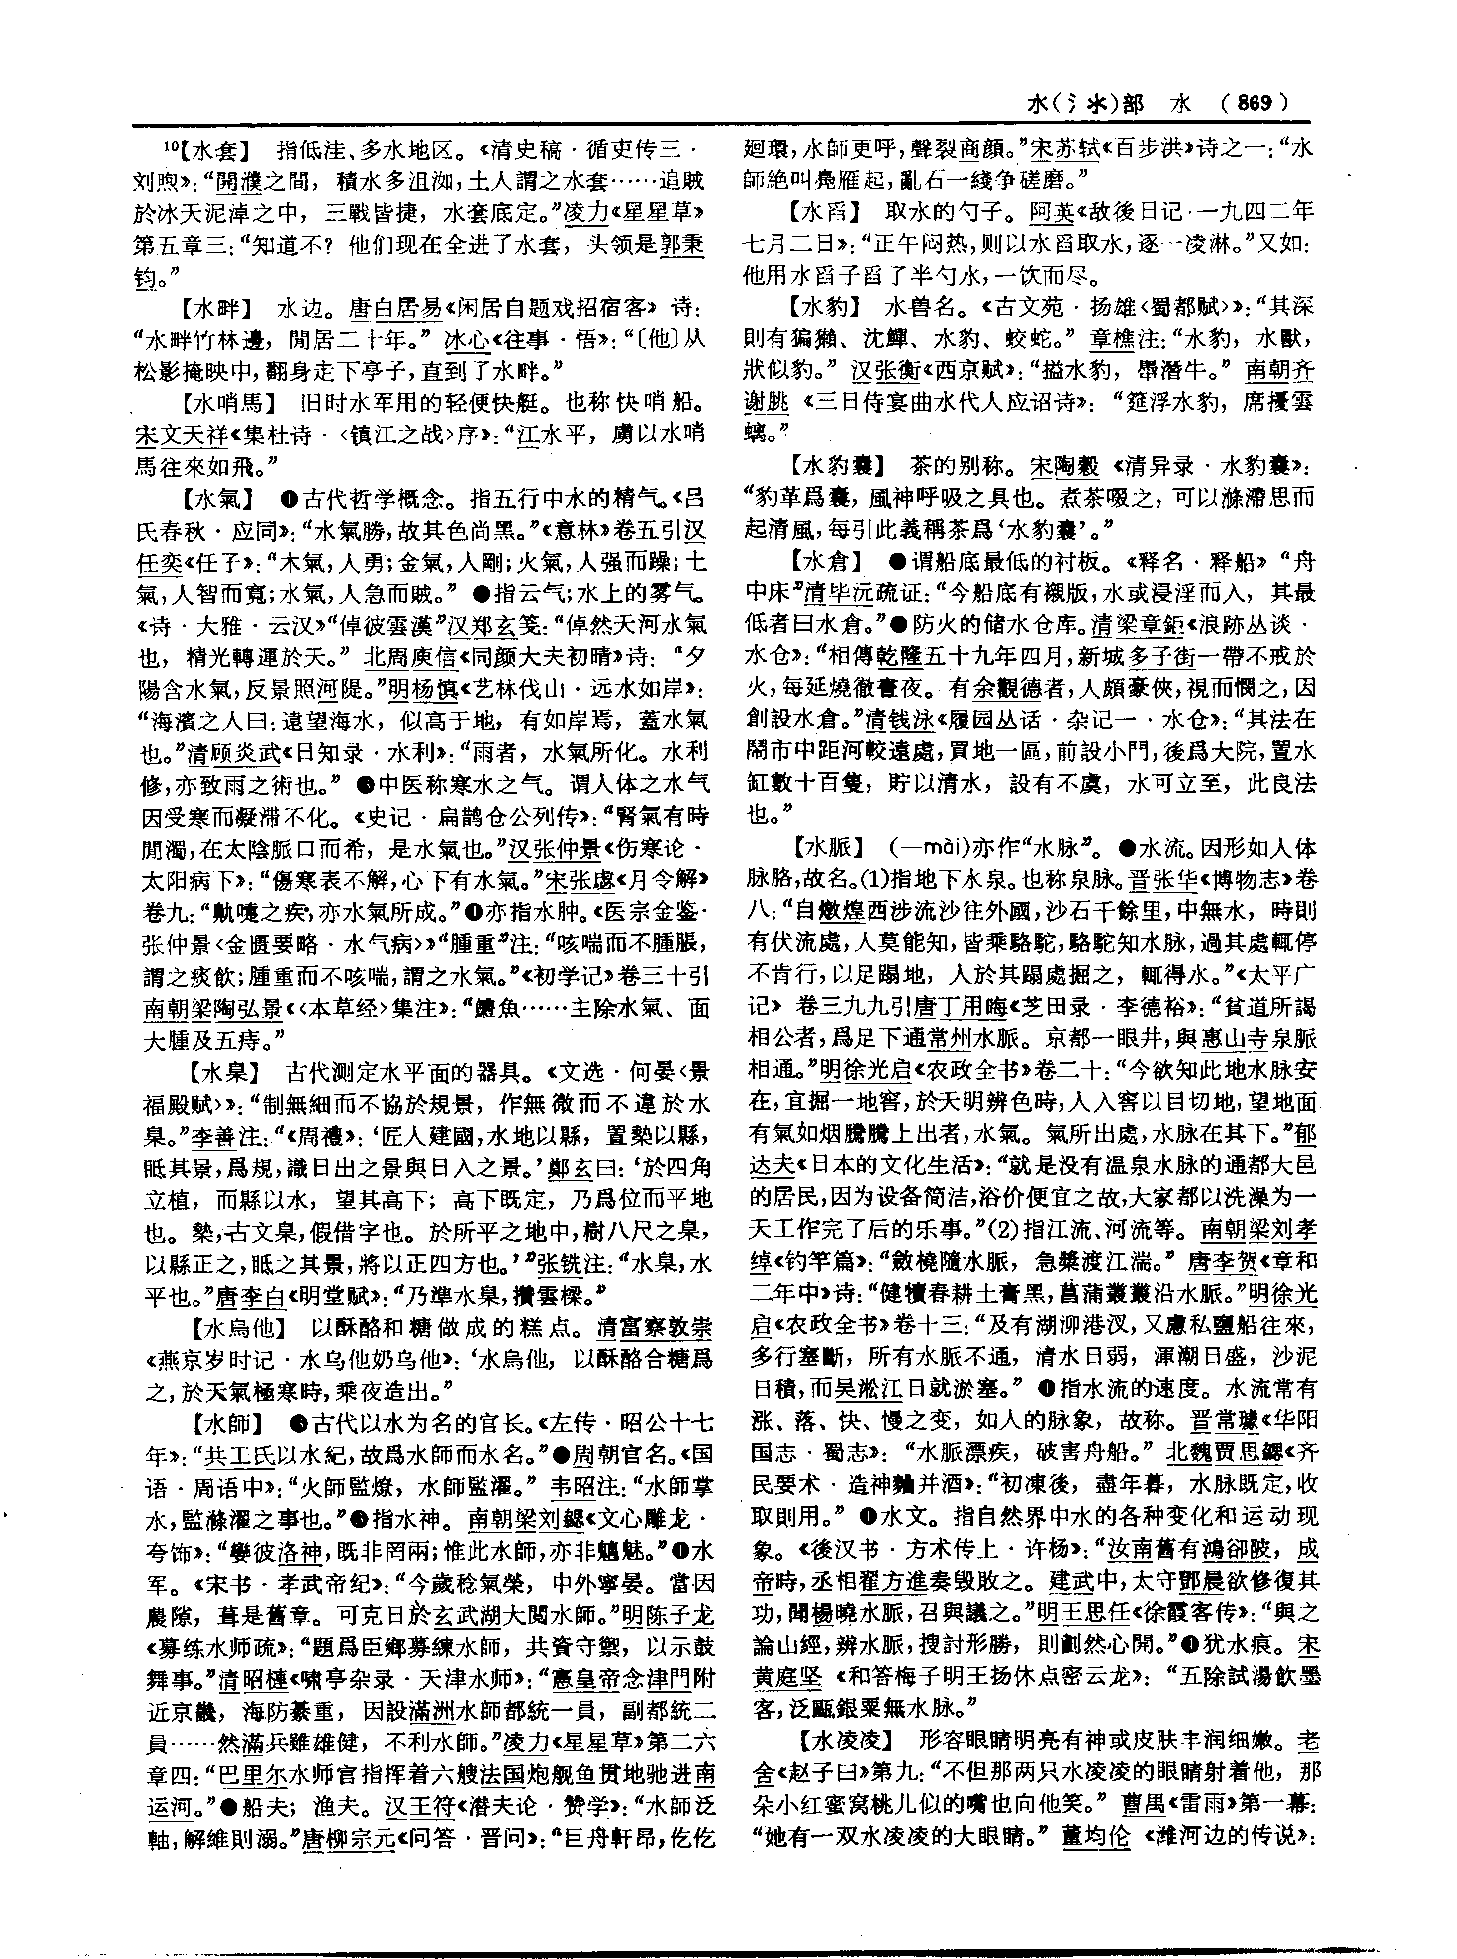 水(氵氺)部　水　（869）
¹⁰【水套】　指低洼、多水地区。《清史稿·循吏传三·
刘煦》：“開濮之間，積水多沮洳，土人謂之水套……追賊
於冰天泥淖之中，三戰皆捷，水套底定。”凌力《星星草》
第五章三：“知道不？他们现在全进了水套，头领是郭秉
钧。”
【水畔】　水边。唐白居易《闲居自题戏招宿客》诗：
“水畔竹林邊，閒居二十年。”冰心《往事·悟》：“〔他〕从
松影掩映中，翻身走下亭子，直到了水畔。”
【水哨馬】　旧时水军用的轻便快艇。也称快哨船。
宋文天祥《集杜诗·〈镇江之战〉序》：“江水平，虜以水哨
馬往來如飛。”
【水氣】　❶古代哲学概念。指五行中水的精气。《吕
氏春秋·应同》：“水氣勝，故其色尚黑。”《意林》卷五引汉
任奕《任子》：“木氣，人勇；金氣，人剛；火氣，人强而躁；土
氣，人智而寬；水氣，人急而賊。”❷指云气；水上的雾气。
《诗·大雅·云汉》“倬彼雲漢”汉郑玄笺：“倬然天河水氣
也，精光轉運於天。”北周庾信《同颜大夫初晴》诗：“夕
陽含水氣，反景照河隄。”明杨慎《艺林伐山·远水如岸》：
“海濱之人曰：遠望海水，似高于地，有如岸焉，蓋水氣
也。”清顾炎武《日知录·水利》：“雨者，水氣所化。水利
修，亦致雨之術也。”❸中医称寒水之气。谓人体之水气
因受寒而凝滞不化。《史记·扁鹊仓公列传》：“腎氣有時
閒濁，在太陰脈口而希，是水氣也。”汉张仲景《伤寒论·
太阳病下》：“傷寒表不解，心下有水氣。”宋张虙《月令解》
卷九：“鼽嚏之疾，亦水氣所成。”❹亦指水肿。《医宗金鉴·
张仲景〈金匮要略·水气病〉》“腫重”注：“咳喘而不腫脹，
謂之痰飲；腫重而不咳喘，謂之水氣。”《初学记》卷三十引
南朝梁陶弘景《〈本草经〉集注》：“鱧魚……主除水氣、面
大腫及五痔。”
【水臬】　古代测定水平面的器具。《文选·何晏〈景
福殿赋〉》：“制無細而不協於規景，作無微而不違於水
臬。”李善注：“《周禮》：‘匠人建國，水地以縣，置槷以縣，
眡其景，爲規，識日出之景與日入之景。’鄭玄曰：‘於四角
立植，而縣以水，望其高下；高下既定，乃爲位而平地
也。槷，古文臬，假借字也。於所平之地中，樹八尺之臬，
以縣正之，眡之其景，將以正四方也。’”张铣注：“水臬，水
平也。”唐李白《明堂赋》：“乃準水臬，攢雲樑。”
【水烏他】　以酥酪和糖做成的糕点。清富察敦崇
《燕京岁时记·水乌他奶乌他》：‘水烏他，以酥酪合糖爲
之，於天氣極寒時，乘夜造出。”
【水師】　❶古代以水为名的官长。《左传·昭公十七
年》：“共工氏以水紀，故爲水師而水名。”❷周朝官名。《国
语·周语中》：“火師監燎，水師監濯。”韦昭注：“水師掌
水，監滌濯之事也。”❸指水神。南朝梁刘勰《文心雕龙·
夸饰》：“孌彼洛神，既非罔兩；惟此水師，亦非魑魅。”❹水
军。《宋书·孝武帝纪》：“今歲稔氣榮，中外寧晏。當因
農隙，葺是舊章。可克日於玄武湖大閲水師。”明陈子龙
《募练水师疏》：“題爲臣鄉募練水師，共資守禦，以示鼓
舞事。”清昭梿《啸亭杂录·天津水师》：“憲皇帝念津門附
近京畿，海防綦重，因設滿洲水師都統一員，副都統二
員……然滿兵雖雄健，不利水師。”凌力《星星草》第二六
章四：“巴里尔水师官指挥着六艘法国炮舰鱼贯地驰进南
运河。”❺船夫；渔夫。汉王符《潜夫论·赞学》：“水師泛
軸，解維則溺。”唐柳宗元《问答·晋问》：“巨舟軒昂，仡仡
廻環，水師更呼，聲裂商顔。”宋苏轼《百步洪》诗之一：“水
師絶叫鳧雁起，亂石一綫争磋磨。”
【水舀】　取水的勺子。阿英《敌後日记·一九四二年
七月二日》：“正午闷热，则以水舀取水，逐一凌淋。”又如：
他用水舀子舀了半勺水，一饮而尽。
【水豹】　水兽名。《古文苑·扬雄〈蜀都赋〉》：“其深
則有猵獺、沈鱓、水豹、蛟蛇。”章樵注：“水豹，水獸，
狀似豹。”汉张衡《西京赋》：“搤水豹，馽潛牛。”南朝齐
谢朓《三日侍宴曲水代人应诏诗》：“筵浮水豹，席擾雲
螭。”
【水豹囊】　茶的别称。宋陶穀《清异录·水豹囊》：
“豹革爲囊，風神呼吸之具也。煮茶啜之，可以滌滯思而
起清風，每引此義稱茶爲‘水豹囊’。”
【水倉】　❶谓船底最低的衬板。《释名·释船》“舟
中床”清毕沅疏证：“今船底有襯版，水或浸淫而入，其最
低者曰水倉。”❷防火的储水仓库。清梁章鉅《浪跡丛谈·
水仓》：“相傳乾隆五十九年四月，新城多子街一帶不戒於
火，每延燒徹晝夜。有余觀德者，人頗豪俠，視而憫之，因
創設水倉。”清钱泳《履园丛话·杂记一·水仓》：“其法在
鬧市中距河較遠處，買地一區，前設小門，後爲大院，置水
缸數十百隻，貯以清水，設有不虞，水可立至，此良法
也。”
【水脈】　（—mài）亦作“水脉”。❶水流。因形如人体
脉胳，故名。(1)指地下水泉。也称泉脉。晋张华《博物志》卷
八：“自燉煌西涉流沙往外國，沙石千餘里，中無水，時則
有伏流處，人莫能知，皆乘駱駝，駱駝知水脉，過其處輒停
不肯行，以足蹋地，人於其蹋處掘之，輒得水。”《太平广
记》卷三九九引唐丁用晦《芝田录·李德裕》：“貧道所謁
相公者，爲足下通常州水脈。京都一眼井，與惠山寺泉脈
相通。”明徐光启《农政全书》卷二十：“今欲知此地水脉安
在，宜掘一地窖，於天明辨色時，人入窖以目切地，望地面
有氣如烟騰騰上出者，水氣。氣所出處，水脉在其下。”郁
达夫《日本的文化生活》：“就是没有温泉水脉的通都大邑
的居民，因为设备简洁，浴价便宜之故，大家都以洗澡为一
天工作完了后的乐事。”(2)指江流、河流等。南朝梁刘孝
绰《钓竿篇》：“斂橈隨水脈，急槳渡江湍。”唐李贺《章和
二年中》诗：“健犢春耕土膏黑，菖蒲叢叢沿水脈。”明徐光
启《农政全书》卷十三：“及有湖泖港汊，又慮私鹽船往來，
多行塞斷，所有水脈不通，清水日弱，渾潮日盛，沙泥
日積，而吴淞江日就淤塞。”❷指水流的速度。水流常有
涨、落、快、慢之变，如人的脉象，故称。晋常璩《华阳
国志·蜀志》：“水脈漂疾，破害舟船。”北魏贾思勰《齐
民要术·造神麯并酒》：“初凍後，盡年暮，水脉既定，收
取則用。”❸水文。指自然界中水的各种变化和运动现
象。《後汉书·方术传上·许杨》：“汝南舊有鴻卻陂，成
帝時，丞相翟方進奏毁敗之。建武中，太守鄧晨欲修復其
功，聞楊曉水脈，召與議之。”明王思任《徐霞客传》：“與之
論山經，辨水脈，搜討形勝，則劃然心開。”❹犹水痕。宋
黄庭坚《和答梅子明王扬休点密云龙》：“五除試湯飲墨
客，泛甌銀粟無水脉。”
【水凌凌】　形容眼睛明亮有神或皮肤丰润细嫩。老
舍《赵子曰》第九：“不但那两只水凌凌的眼睛射着他，那
朵小红蜜窝桃儿似的嘴也向他笑。”曹禺《雷雨》第一幕：
“她有一双水凌凌的大眼睛。”董均伦《潍河边的传说》：